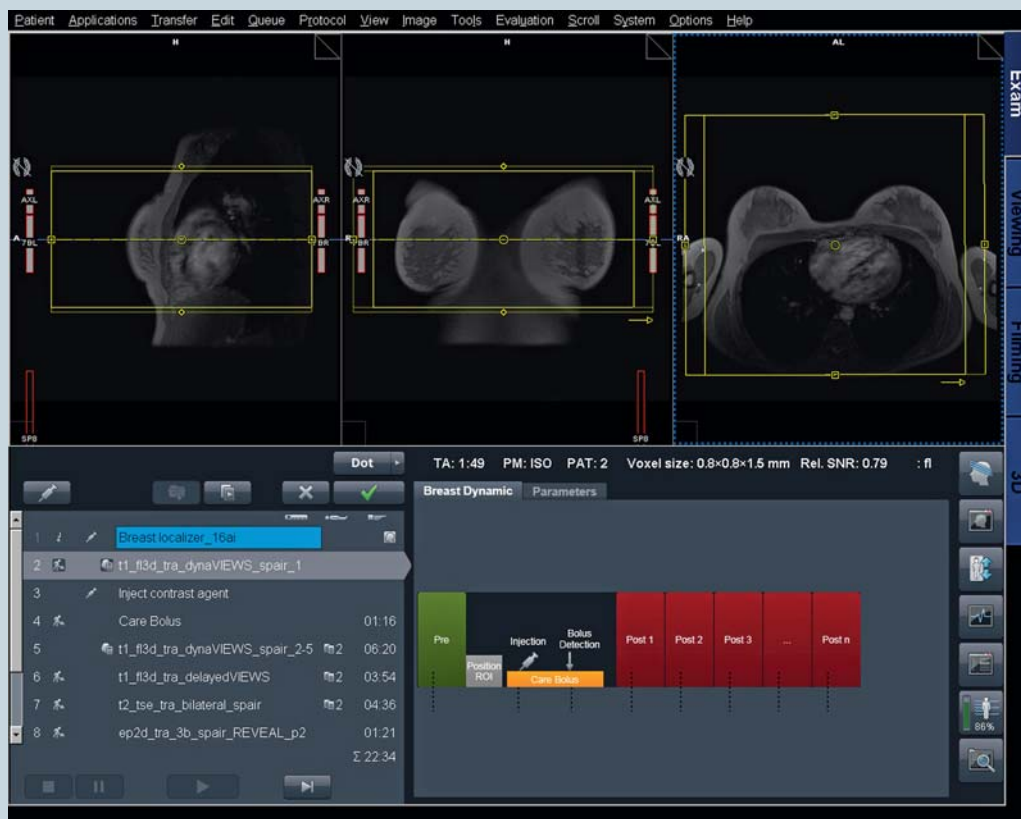 Patient Applications Transfer Edit Queue Protocol View Image Tools Evaluation Scroll System Options Help
H
H
AL
Exam
Viewing
Filming
3D
AXL
A
7BL
SP8
AXR
AXR
R
7BR
AXL
SP8
RA
Dot
TA: 1:49 PM: ISO PAT: 2 Voxel size: 0.8×0.8×1.5 mm Rel. SNR: 0.79 : fl
Breast Dynamic Parameters
1 Breast localizer_16ai
2 t1_fl3d_tra_dynaVIEWS_spair_1
3 Inject contrast agent
4 Care Bolus 01:16
5 t1_fl3d_tra_dynaVIEWS_spair_2-5 2 06:20
6 t1_fl3d_tra_delayedVIEWS 2 03:54
7 t2_tse_tra_bilateral_spair 2 04:36
8 ep2d_tra_3b_spair_REVEAL_p2 01:21
Σ 22:34
Pre
Position ROI
Injection
Bolus Detection
Care Bolus
Post 1
Post 2
Post 3
...
Post n
86%